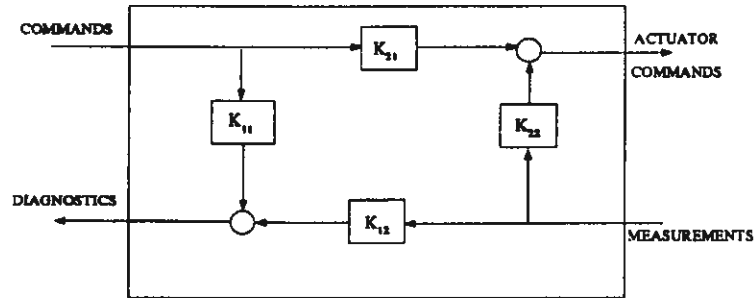 COMMANDS
K21
ACTUATOR
COMMANDS
K11
K22
DIAGNOSTICS
K12
MEASUREMENTS